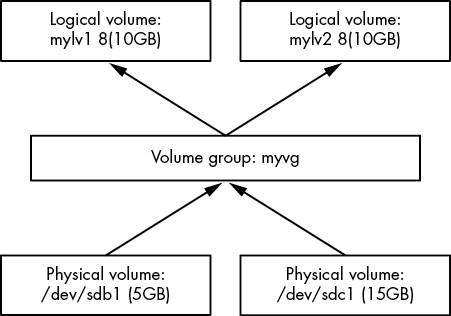 Logical volume:
mylv1 8(10GB)
Logical volume:
mylv2 8(10GB)
Volume group: myvg
Physical volume:
/dev/sdb1 (5GB)
Physical volume:
/dev/sdc1 (15GB)